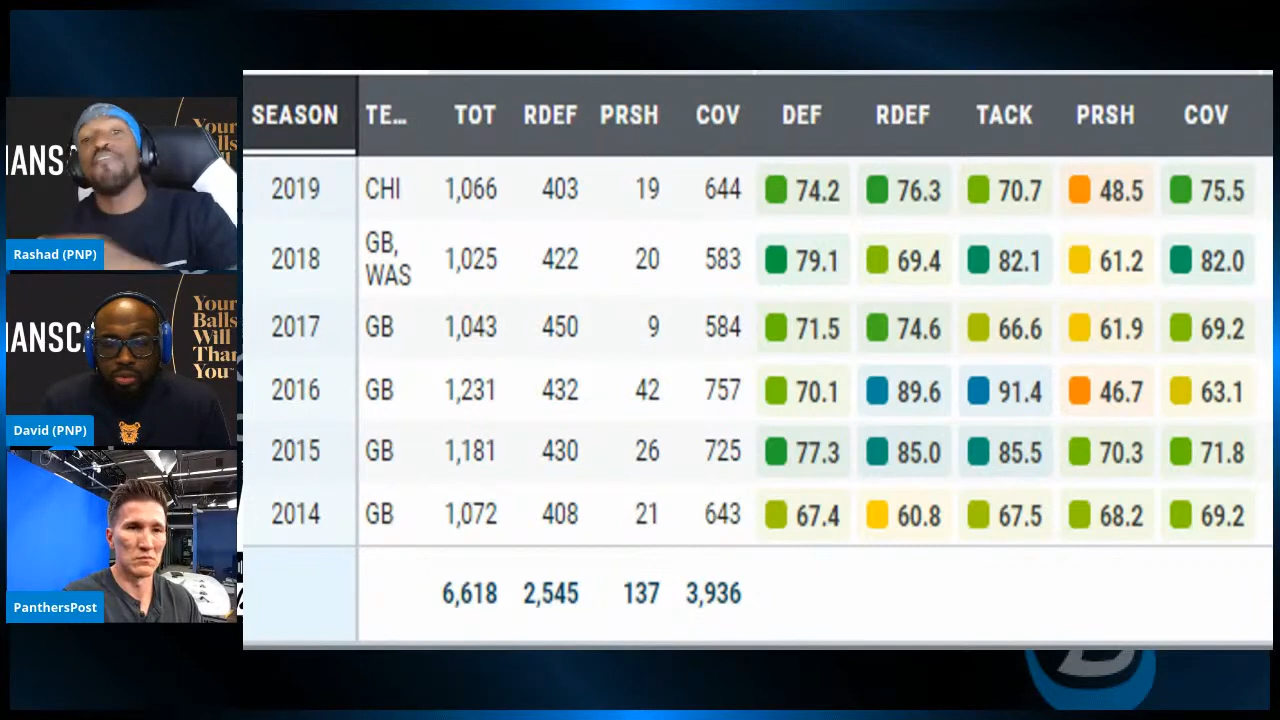 SEASON TE... TOT RDEF PRSH COV DEF RDEF TACK PRSH COV
2019 CHI 1,066 403 19 644 74.2 76.3 70.7 48.5 75.5
2018 GB, WAS 1,025 422 20 583 79.1 69.4 82.1 61.2 82.0
2017 GB 1,043 450 9 584 71.5 74.6 66.6 61.9 69.2
2016 GB 1,231 432 42 757 70.1 89.6 91.4 46.7 63.1
2015 GB 1,181 430 26 725 77.3 85.0 85.5 70.3 71.8
2014 GB 1,072 408 21 643 67.4 60.8 67.5 68.2 69.2
6,618 2,545 137 3,936
Your
Rashad (PNP)
Your
Balls
Will
David (PNP)
PanthersPost